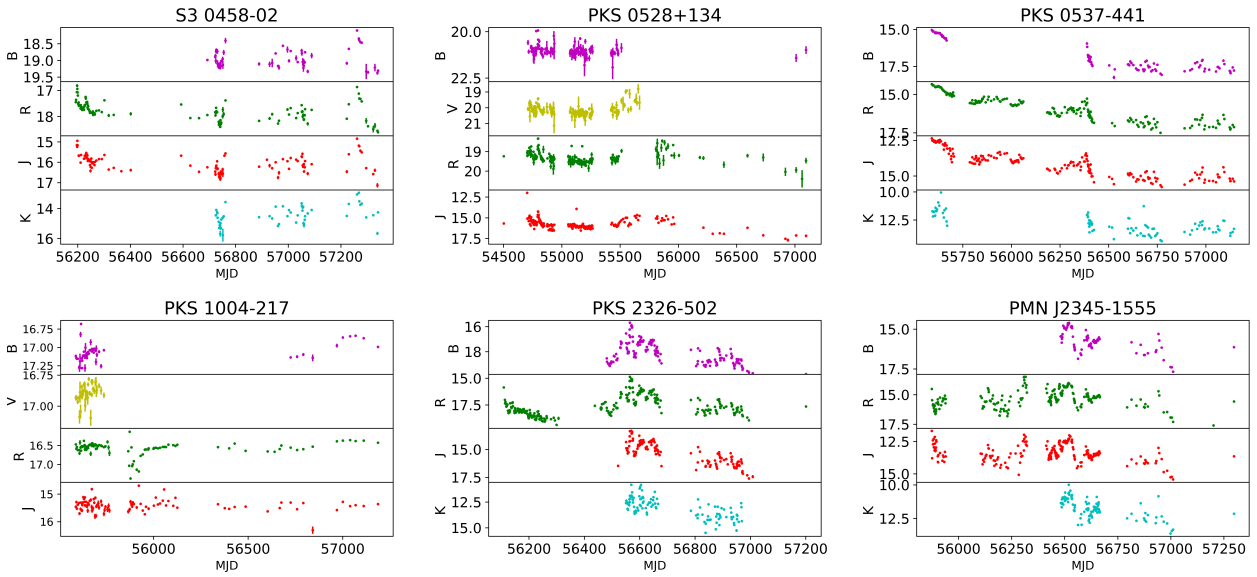 S3 0458-02
B
18.5
19.0
19.5
R
17
18
J
15
16
17
K
14
16
56200 56400 56600 56800 57000 57200
MJD
PKS 0528+134
B
20.0
22.5
V
19
20
21
R
19
20
J
12.5
15.0
17.5
54500 55000 55500 56000 56500 57000
MJD
PKS 0537-441
B
15.0
17.5
R
15.0
17.5
J
12.5
15.0
K
10.0
12.5
55750 56000 56250 56500 56750 57000
MJD
PKS 1004-217
B
16.75
17.00
17.25
V
16.75
17.00
R
16.5
17.0
J
15
16
56000 56500 57000
MJD
PKS 2326-502
B
16
18
R
15.0
17.5
J
15.0
17.5
K
12.5
15.0
56200 56400 56600 56800 57000 57200
MJD
PMN J2345-1555
B
15.0
17.5
R
15.0
17.5
J
12.5
15.0
K
10.0
12.5
56000 56250 56500 56750 57000 57250
MJD